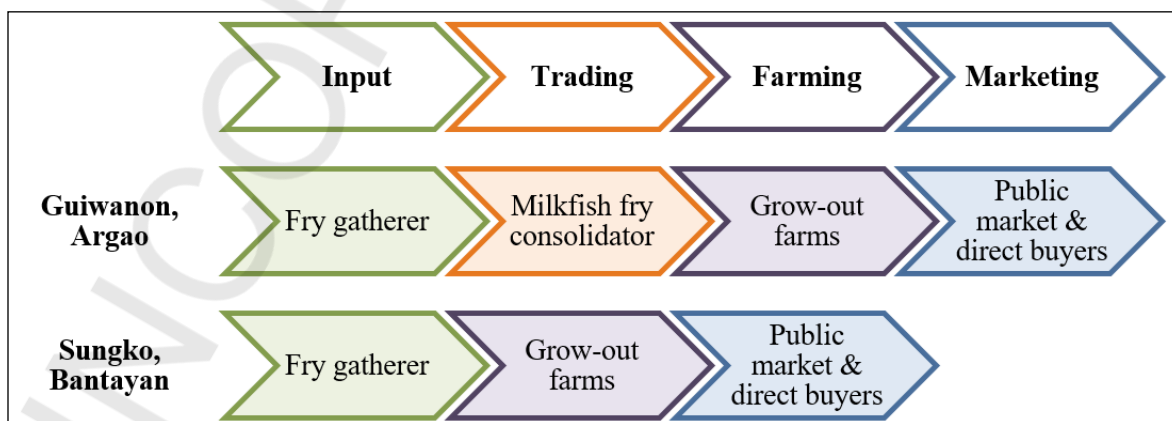 Input
Trading
Farming
Marketing
Guiwanon,
Argao
Fry gatherer
Milkfish fry
consolidator
Grow-out
farms
Public
market &
direct buyers
Sungko,
Bantayan
Fry gatherer
Grow-out
farms
Public
market &
direct buyers